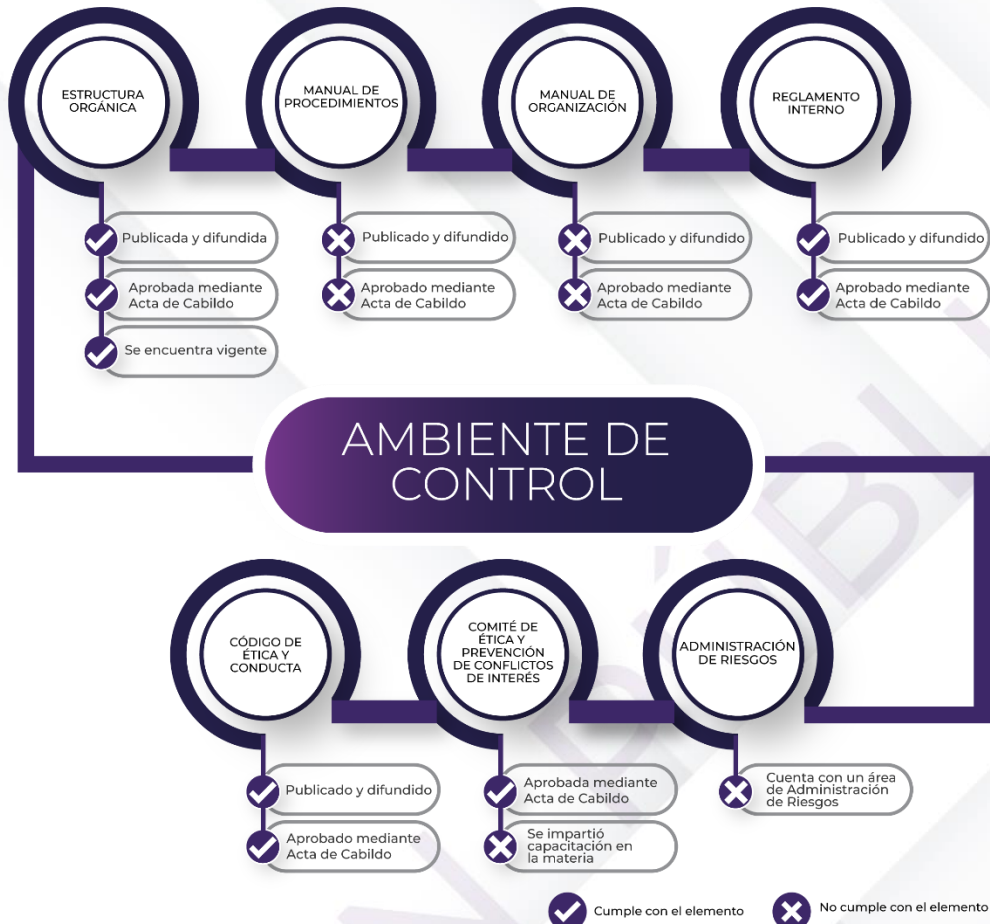 ESTRUCTURA
ORGÁNICA
MANUAL DE
PROCEDIMIENTOS
MANUAL DE
ORGANIZACIÓN
REGLAMENTO
INTERNO
Publicada y difundida
Aprobada mediante
Acta de Cabildo
Se encuentra vigente
Publicado y difundido
Aprobado mediante
Acta de Cabildo
Publicado y difundido
Aprobado mediante
Acta de Cabildo
Publicado y difundido
Aprobado mediante
Acta de Cabildo
AMBIENTE DE
CONTROL
CÓDIGO DE
ÉTICA Y
CONDUCTA
COMITÉ DE
ÉTICA Y
PREVENCIÓN
DE CONFLICTOS
DE INTERÉS
ADMINISTRACIÓN
DE RIESGOS
Publicado y difundido
Aprobado mediante
Acta de Cabildo
Aprobada mediante
Acta de Cabildo
Se impartió
capacitación en
la materia
Cuenta con un área
de Administración
de Riesgos
Cumple con el elemento
No cumple con el elemento